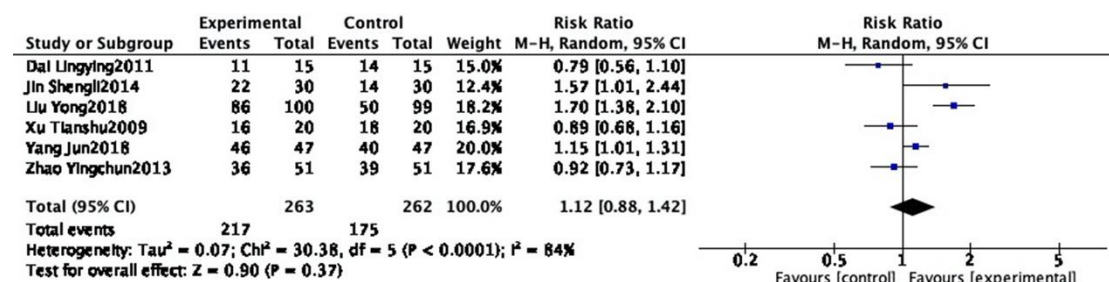 Experimental Control Risk Ratio Risk Ratio
Study or Subgroup Events Total Events Total Weight M-H, Random, 95% CI M-H, Random, 95% CI
Dai Lingying2011 11 15 14 15 15.0% 0.79 [0.56, 1.10]
Jin Shengli2014 22 30 14 30 12.4% 1.57 [1.01, 2.44]
Liu Yong2018 86 100 50 99 18.2% 1.70 [1.38, 2.10]
Xu Tianshu2009 16 20 18 20 16.9% 0.89 [0.68, 1.16]
Yang Jun2018 46 47 40 47 20.0% 1.15 [1.01, 1.31]
Zhao Yingchun2013 36 51 39 51 17.6% 0.92 [0.73, 1.17]
Total (95% CI) 263 262 100.0% 1.12 [0.88, 1.42]
Total events 217 175
Heterogeneity: Tau² = 0.07; Chi² = 30.38, df = 5 (P < 0.0001); I² = 84%
Test for overall effect: Z = 0.90 (P = 0.37)
0.2 0.5 1 2 5
Favours [control] Favours [experimental]